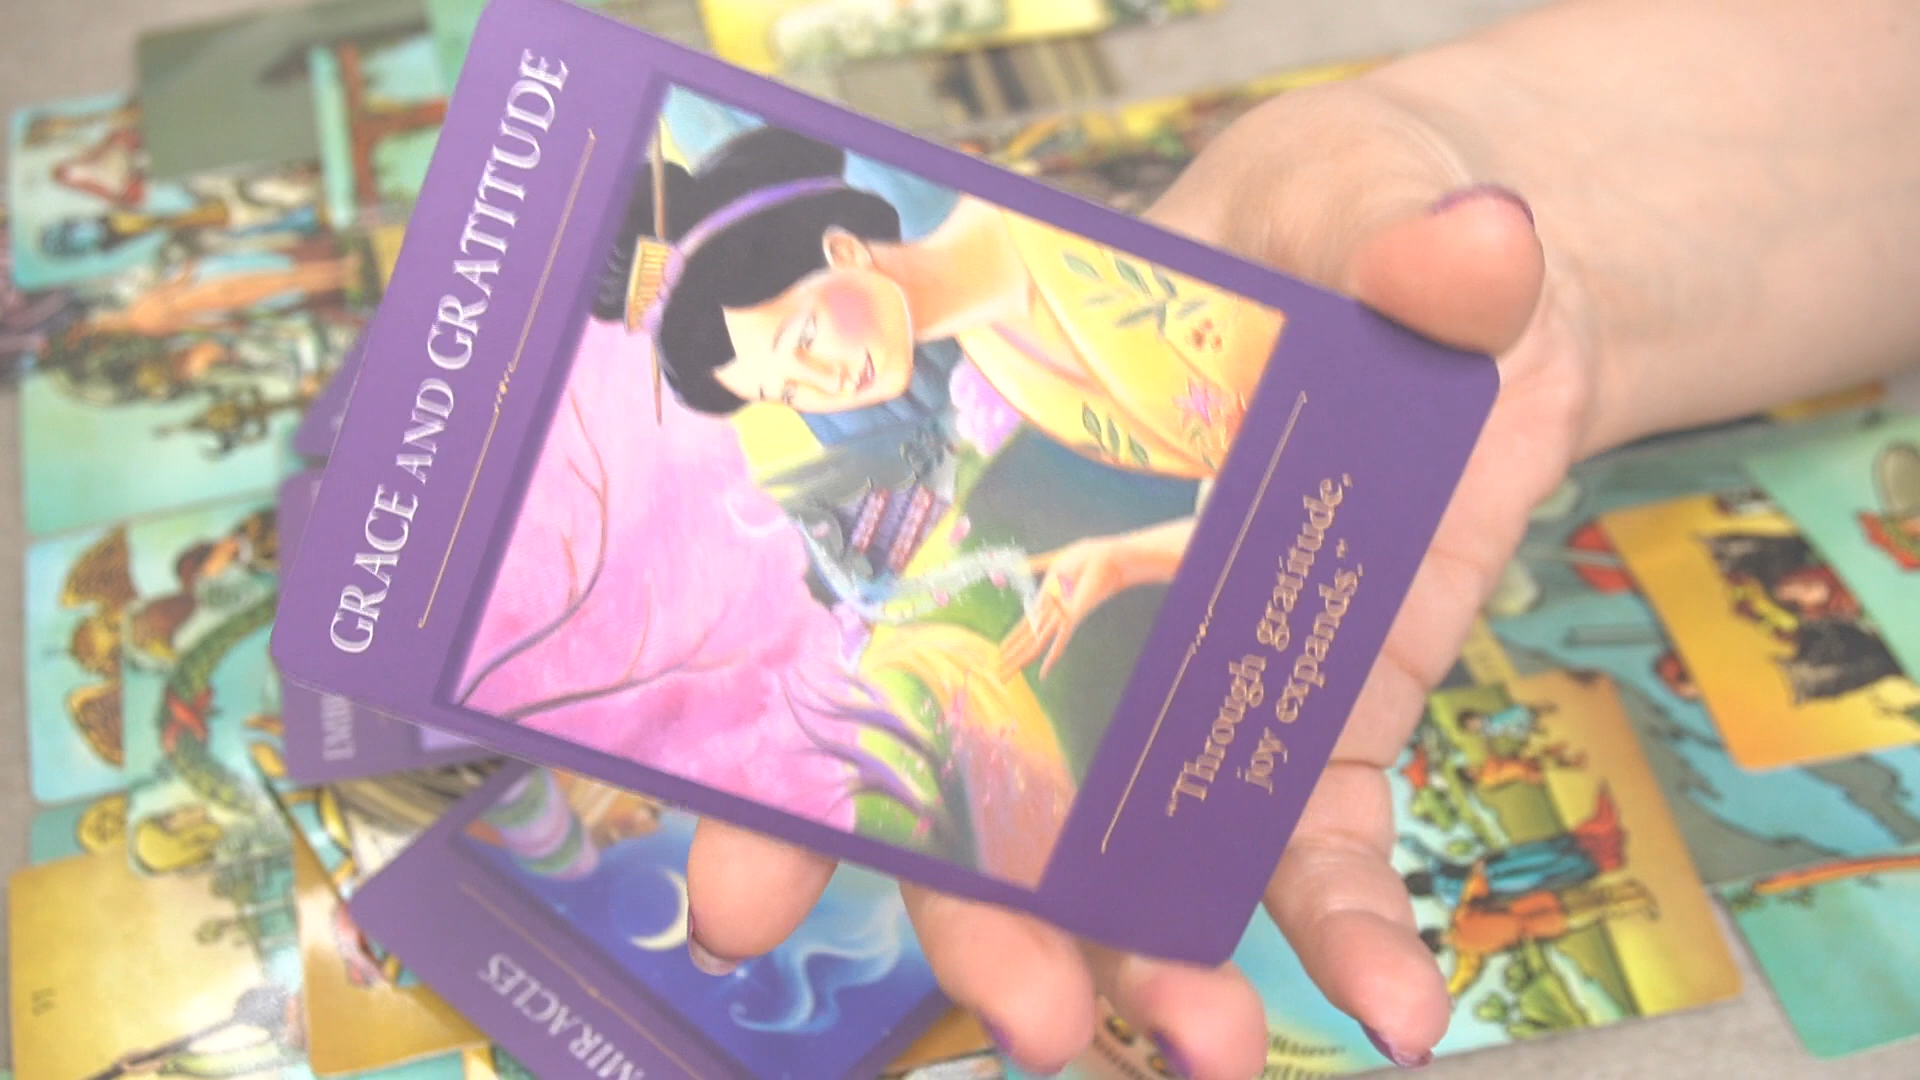 GRACE AND GRATITUDE
"Through gratitude,
joy expands."
MIRACLES